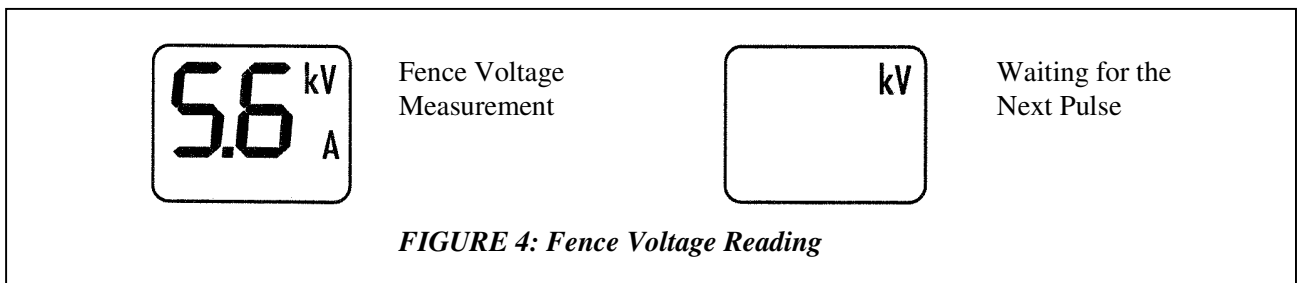 5.6 kV
A
Fence Voltage
Measurement
kV
Waiting for the
Next Pulse
FIGURE 4: Fence Voltage Reading